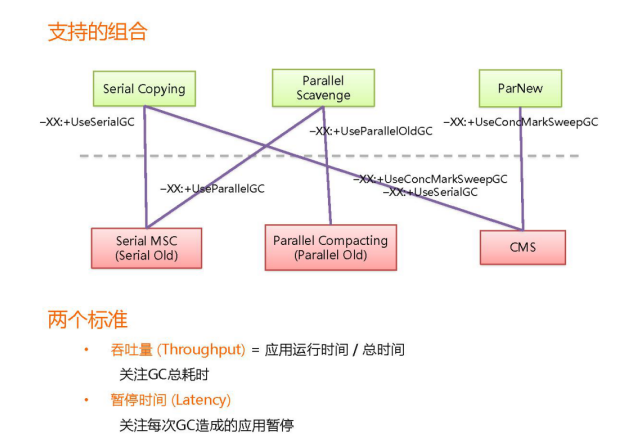 支持的组合
Serial Copying
Parallel
Scavenge
ParNew
–XX:+UseSerialGC
–XX:+UseParallelOldGC
–XX:+UseConcMarkSweepGC
–XX:+UseParallelGC
–XX:+UseConcMarkSweepGC
–XX:+UseSerialGC
Serial MSC
(Serial Old)
Parallel Compacting
(Parallel Old)
CMS
两个标准
• 吞吐量 (Throughput) = 应用运行时间 / 总时间
关注GC总耗时
• 暂停时间 (Latency)
关注每次GC造成的应用暂停